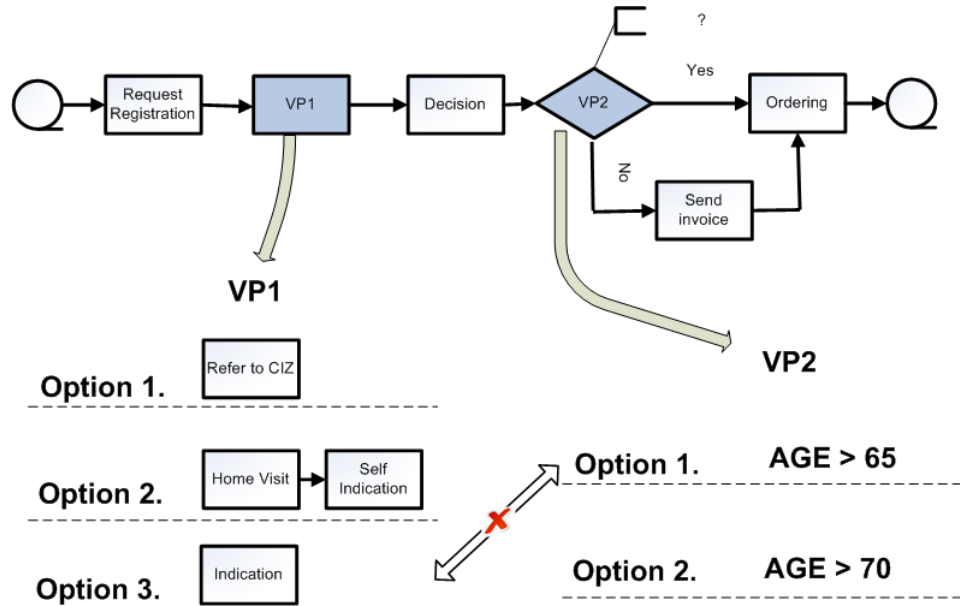 ?
Yes
Request
Registration
VP1
Decision
VP2
Ordering
No
Send
invoice
VP1
VP2
Refer to CIZ
Option 1.
Home Visit
Self
Indication
Option 2.
Indication
Option 3.
Option 1.
AGE > 65
Option 2.
AGE > 70